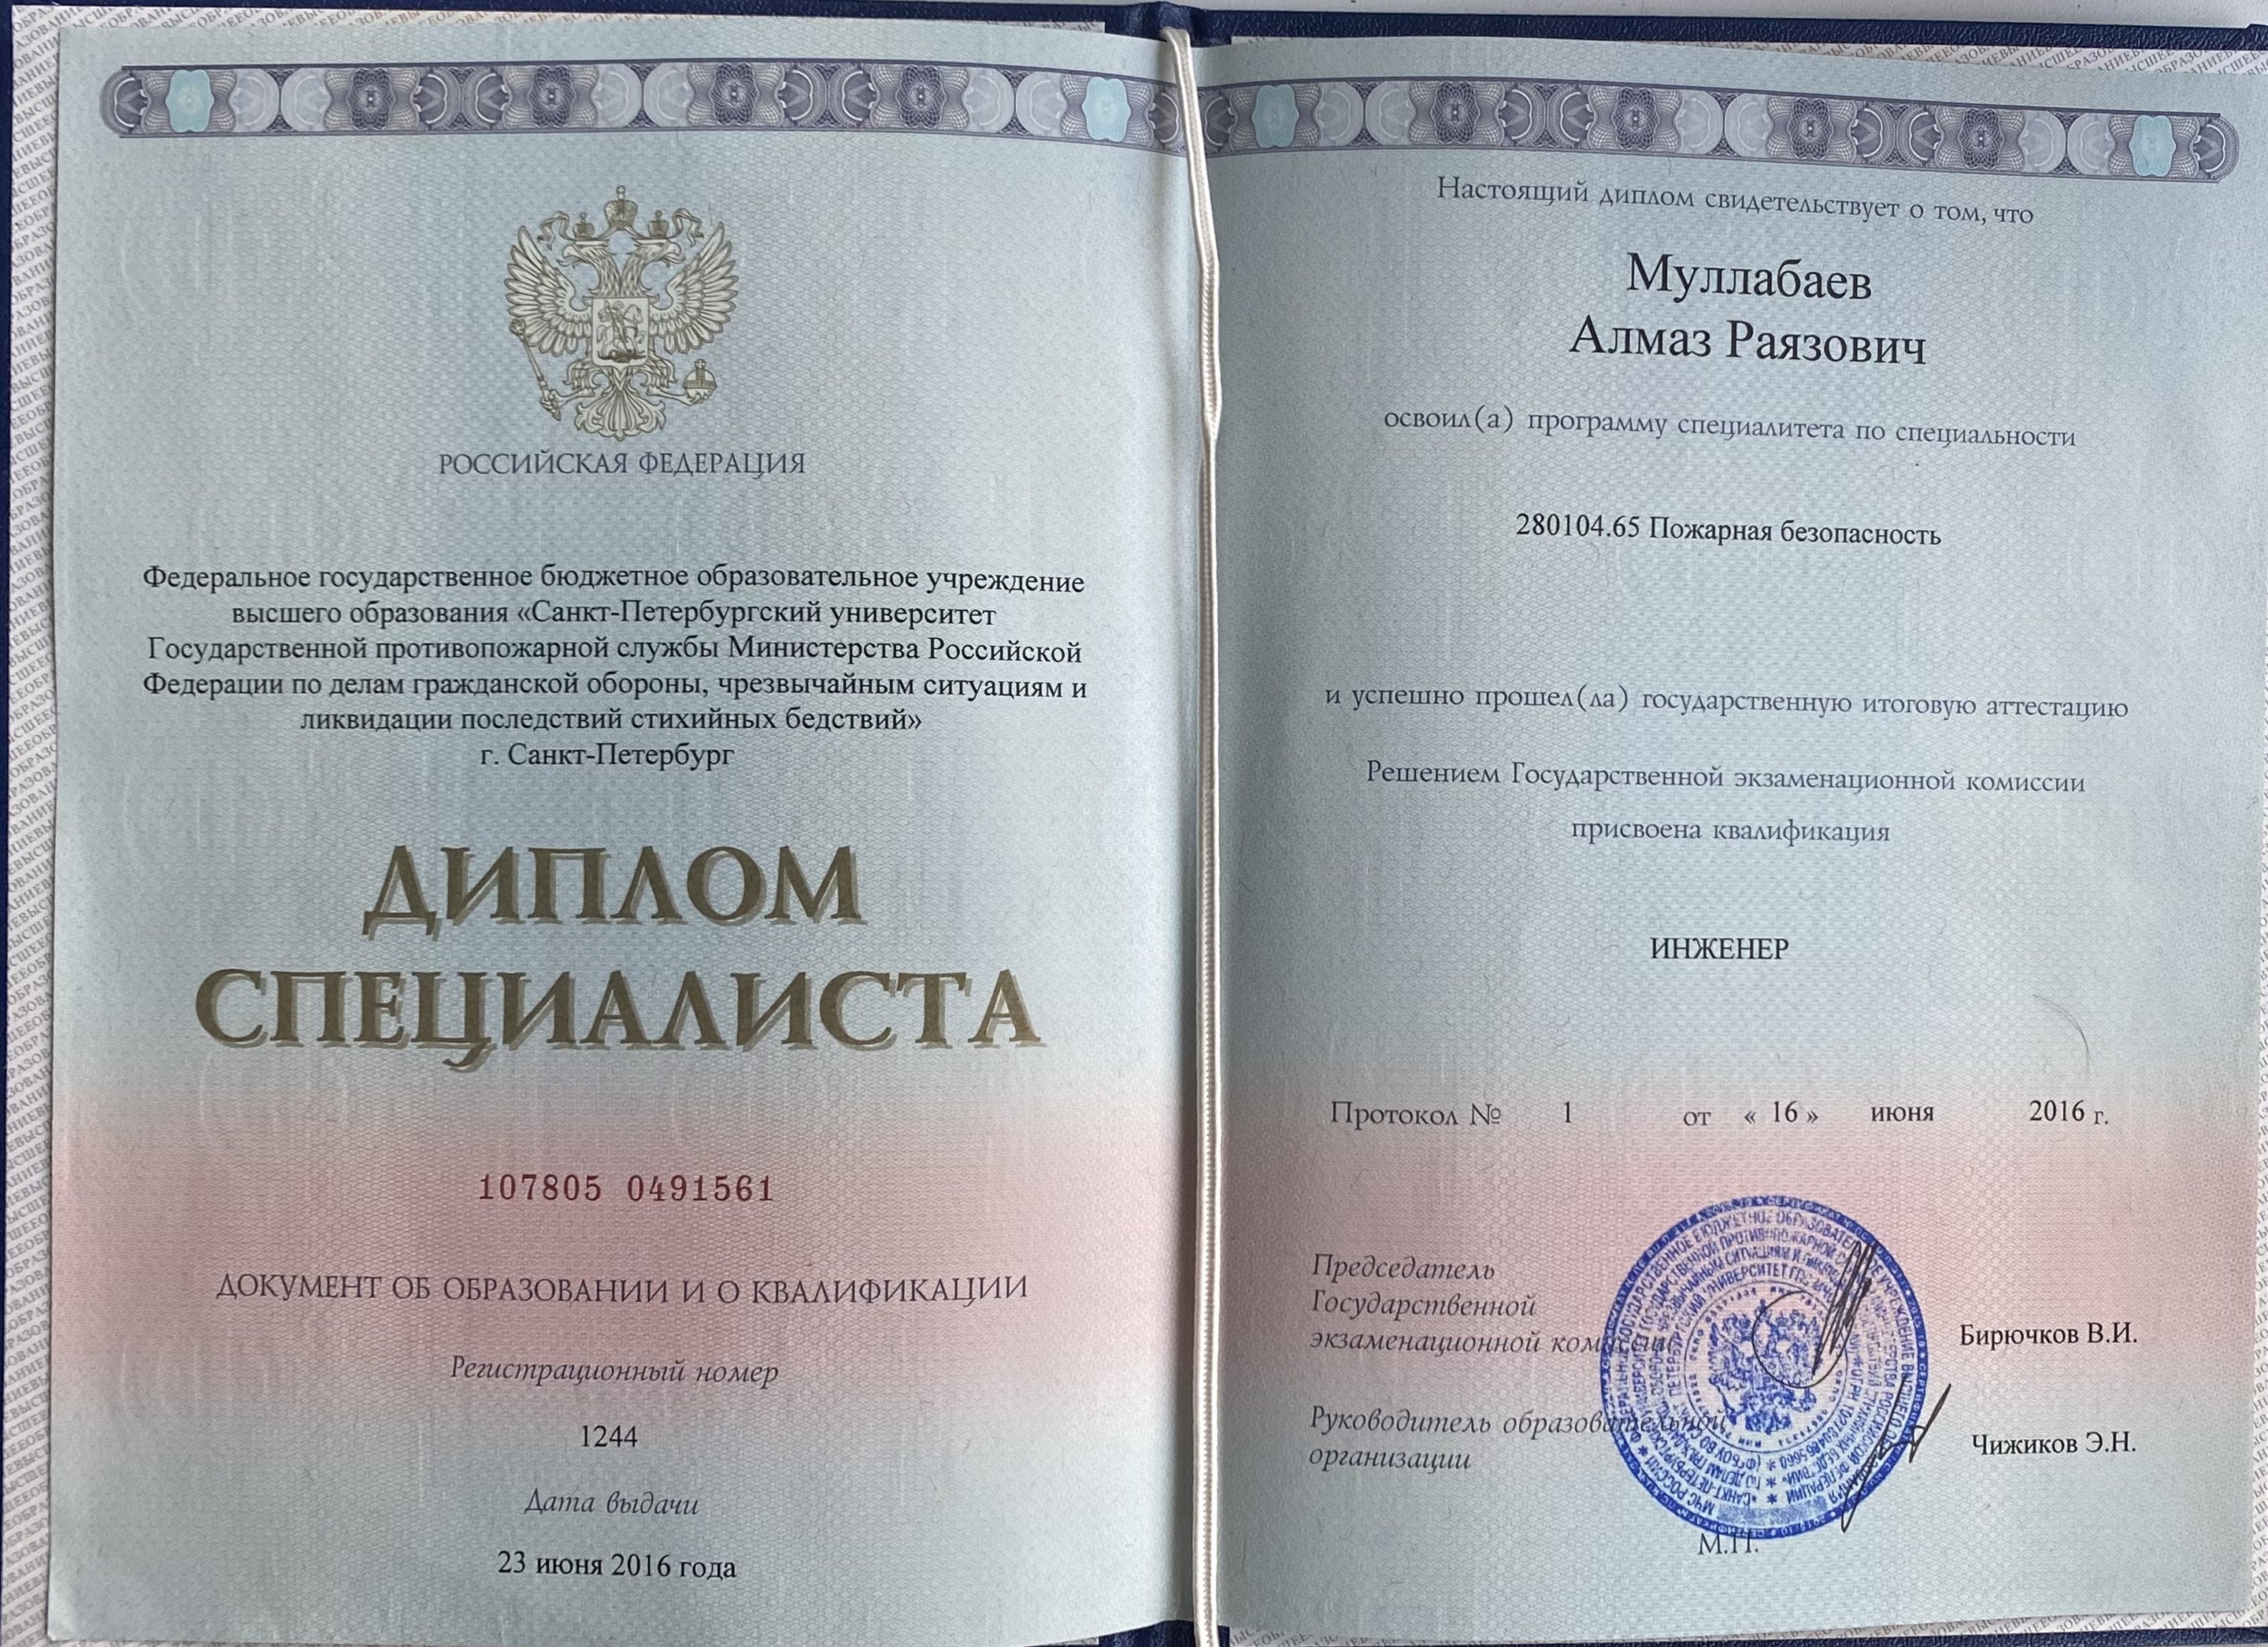 РОССИЙСКАЯ ФЕДЕРАЦИЯ
Федеральное государственное бюджетное образовательное учреждение
высшего образования «Санкт-Петербургский университет
Государственной противопожарной службы Министерства Российской
Федерации по делам гражданской обороны, чрезвычайным ситуациям и
ликвидации последствий стихийных бедствий»
г. Санкт-Петербург
ДИПЛОМ
СПЕЦИАЛИСТА
107805 0491561
ДОКУМЕНТ ОБ ОБРАЗОВАНИИ И О КВАЛИФИКАЦИИ
Регистрационный номер
1244
Дата выдачи
23 июня 2016 года
Настоящий диплом свидетельствует о том, что
Муллабаев
Алмаз Раязович
освоил(а) программу специалитета по специальности
280104.65 Пожарная безопасность
и успешно прошел(ла) государственную итоговую аттестацию
Решением Государственной экзаменационной комиссии
присвоена квалификация
ИНЖЕНЕР
Протокол № 1 от « 16 » июня 2016 г.
Председатель
Государственной
экзаменационной комиссии
Бирючков В.И.
Руководитель образовательной
организации
Чижиков Э.Н.
М.П.